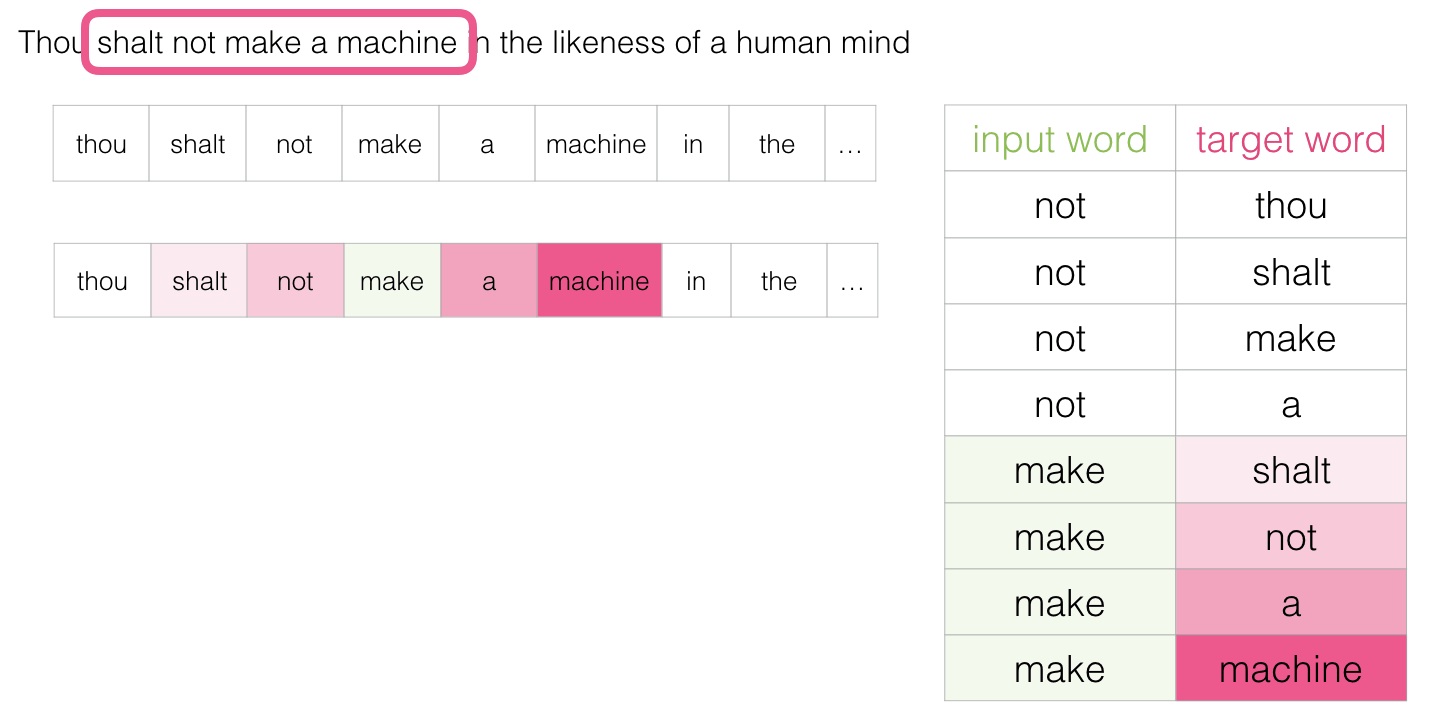 Thou shalt not make a machine in the likeness of a human mind
thou shalt not make a machine in the ...
thou shalt not make a machine in the ...
input word target word
not thou
not shalt
not make
not a
make shalt
make not
make a
make machine